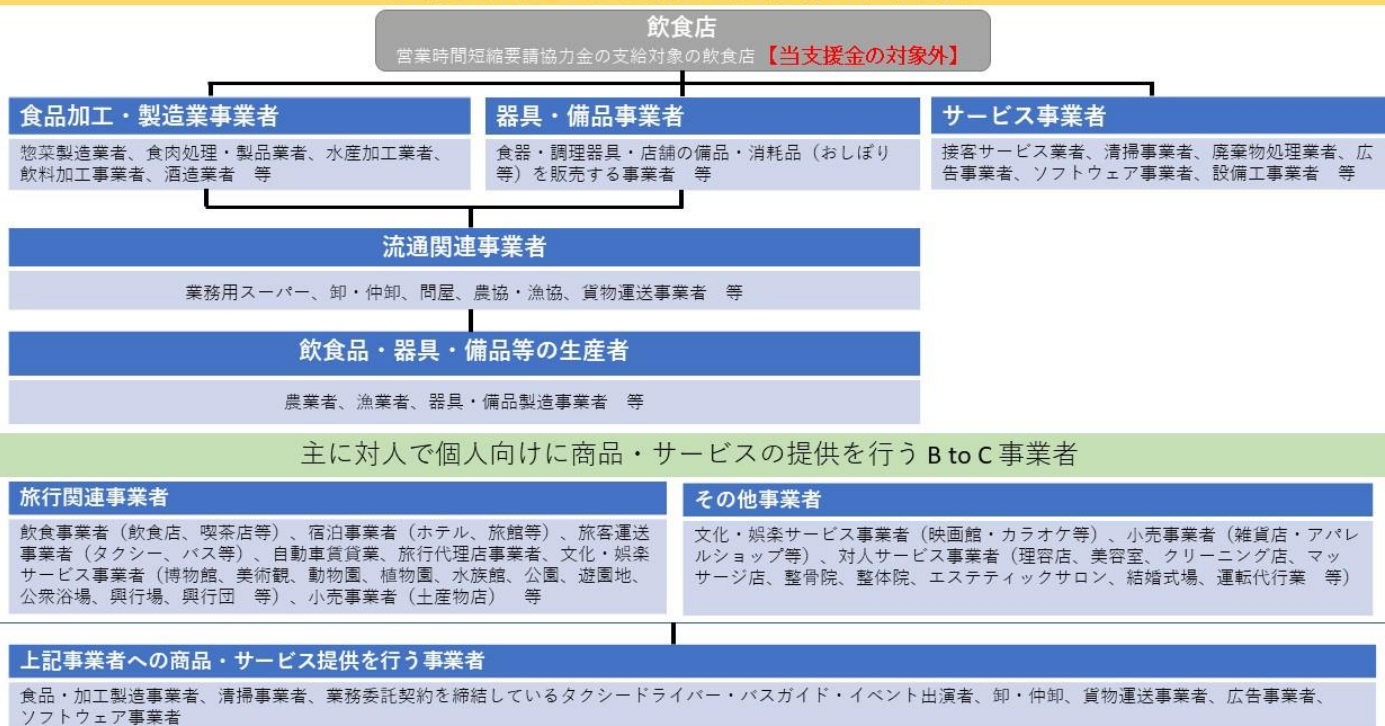 飲食店
営業時間短縮要請協力金の支給対象の飲食店【当支援金の対象外】
食品加工・製造業事業者
惣菜製造業者、食肉処理・製品業者、水産加工業者、
飲料加工事業者、酒造業者　等
器具・備品事業者
食器・調理器具・店舗の備品・消耗品（おしぼり
等）を販売する事業者　等
サービス事業者
接客サービス業者、清掃事業者、廃棄物処理業者、広
告事業者、ソフトウェア事業者、設備工事業者　等
流通関連事業者
業務用スーパー、卸・仲卸、問屋、農協・漁協、貨物運送事業者　等
飲食品・器具・備品等の生産者
農業者、漁業者、器具・備品製造事業者　等
主に対人で個人向けに商品・サービスの提供を行う B to C 事業者
旅行関連事業者
飲食事業者（飲食店、喫茶店等）、宿泊事業者（ホテル、旅館等）、旅客運送
事業者（タクシー、バス等）、自動車賃貸業、旅行代理店事業者、文化・娯楽
サービス事業者（博物館、美術観、動物園、植物園、水族館、公園、遊園地、
公衆浴場、興行場、興行団　等）、小売事業者（土産物店）　等
その他事業者
文化・娯楽サービス事業者（映画館・カラオケ等）、小売事業者（雑貨店・アパレ
ルショップ等）、対人サービス事業者（理容店、美容室、クリーニング店、マッ
サージ店、整骨院、整体院、エステティックサロン、結婚式場、運転代行業　等）
上記事業者への商品・サービス提供を行う事業者
食品・加工製造事業者、清掃事業者、業務委託契約を締結しているタクシードライバー・バスガイド・イベント出演者、卸・仲卸、貨物運送事業者、広告事業者、
ソフトウェア事業者